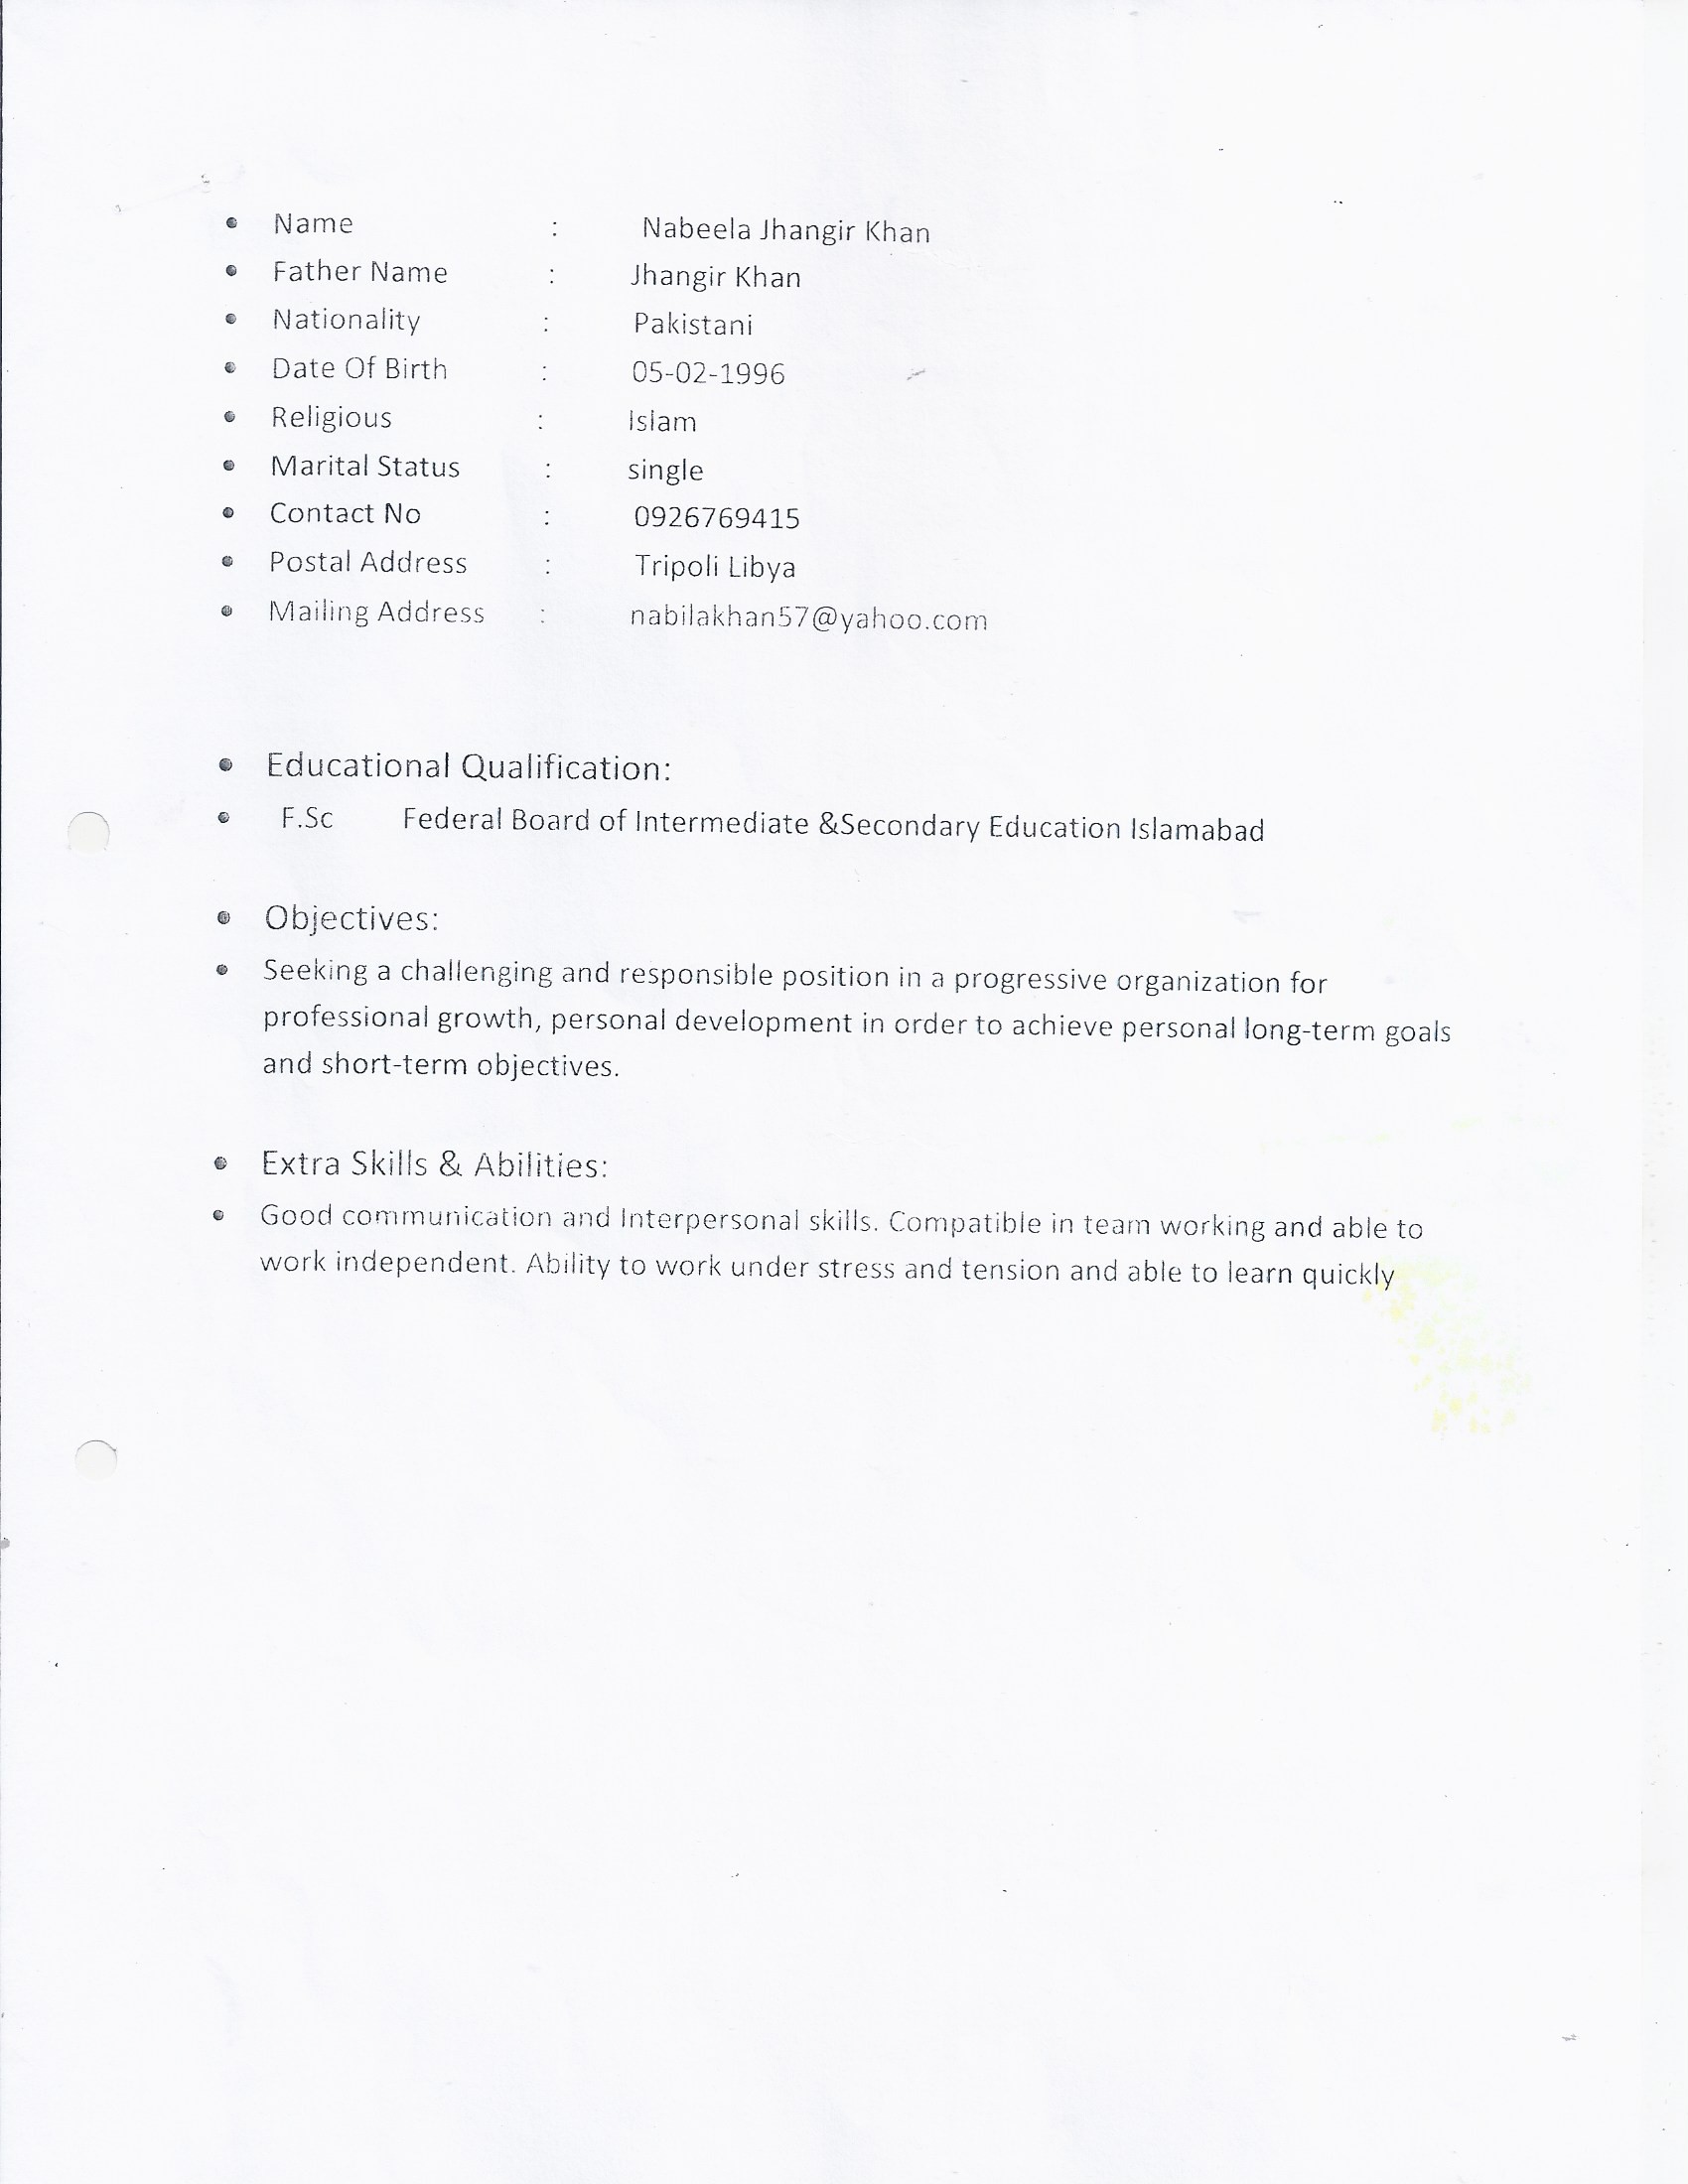 • Name : Nabeela Jhangir Khan
• Father Name : Jhangir Khan
• Nationality : Pakistani
• Date Of Birth : 05-02-1996
• Religious : Islam
• Marital Status : single
• Contact No : 0926769415
• Postal Address : Tripoli Libya
• Mailing Address : nabilakhan57@yahoo.com
• Educational Qualification:
• F.Sc Federal Board of Intermediate &Secondary Education Islamabad
• Objectives:
• Seeking a challenging and responsible position in a progressive organization for
professional growth, personal development in order to achieve personal long-term goals
and short-term objectives.
• Extra Skills & Abilities:
• Good communication and Interpersonal skills. Compatible in team working and able to
work independent. Ability to work under stress and tension and able to learn quickly